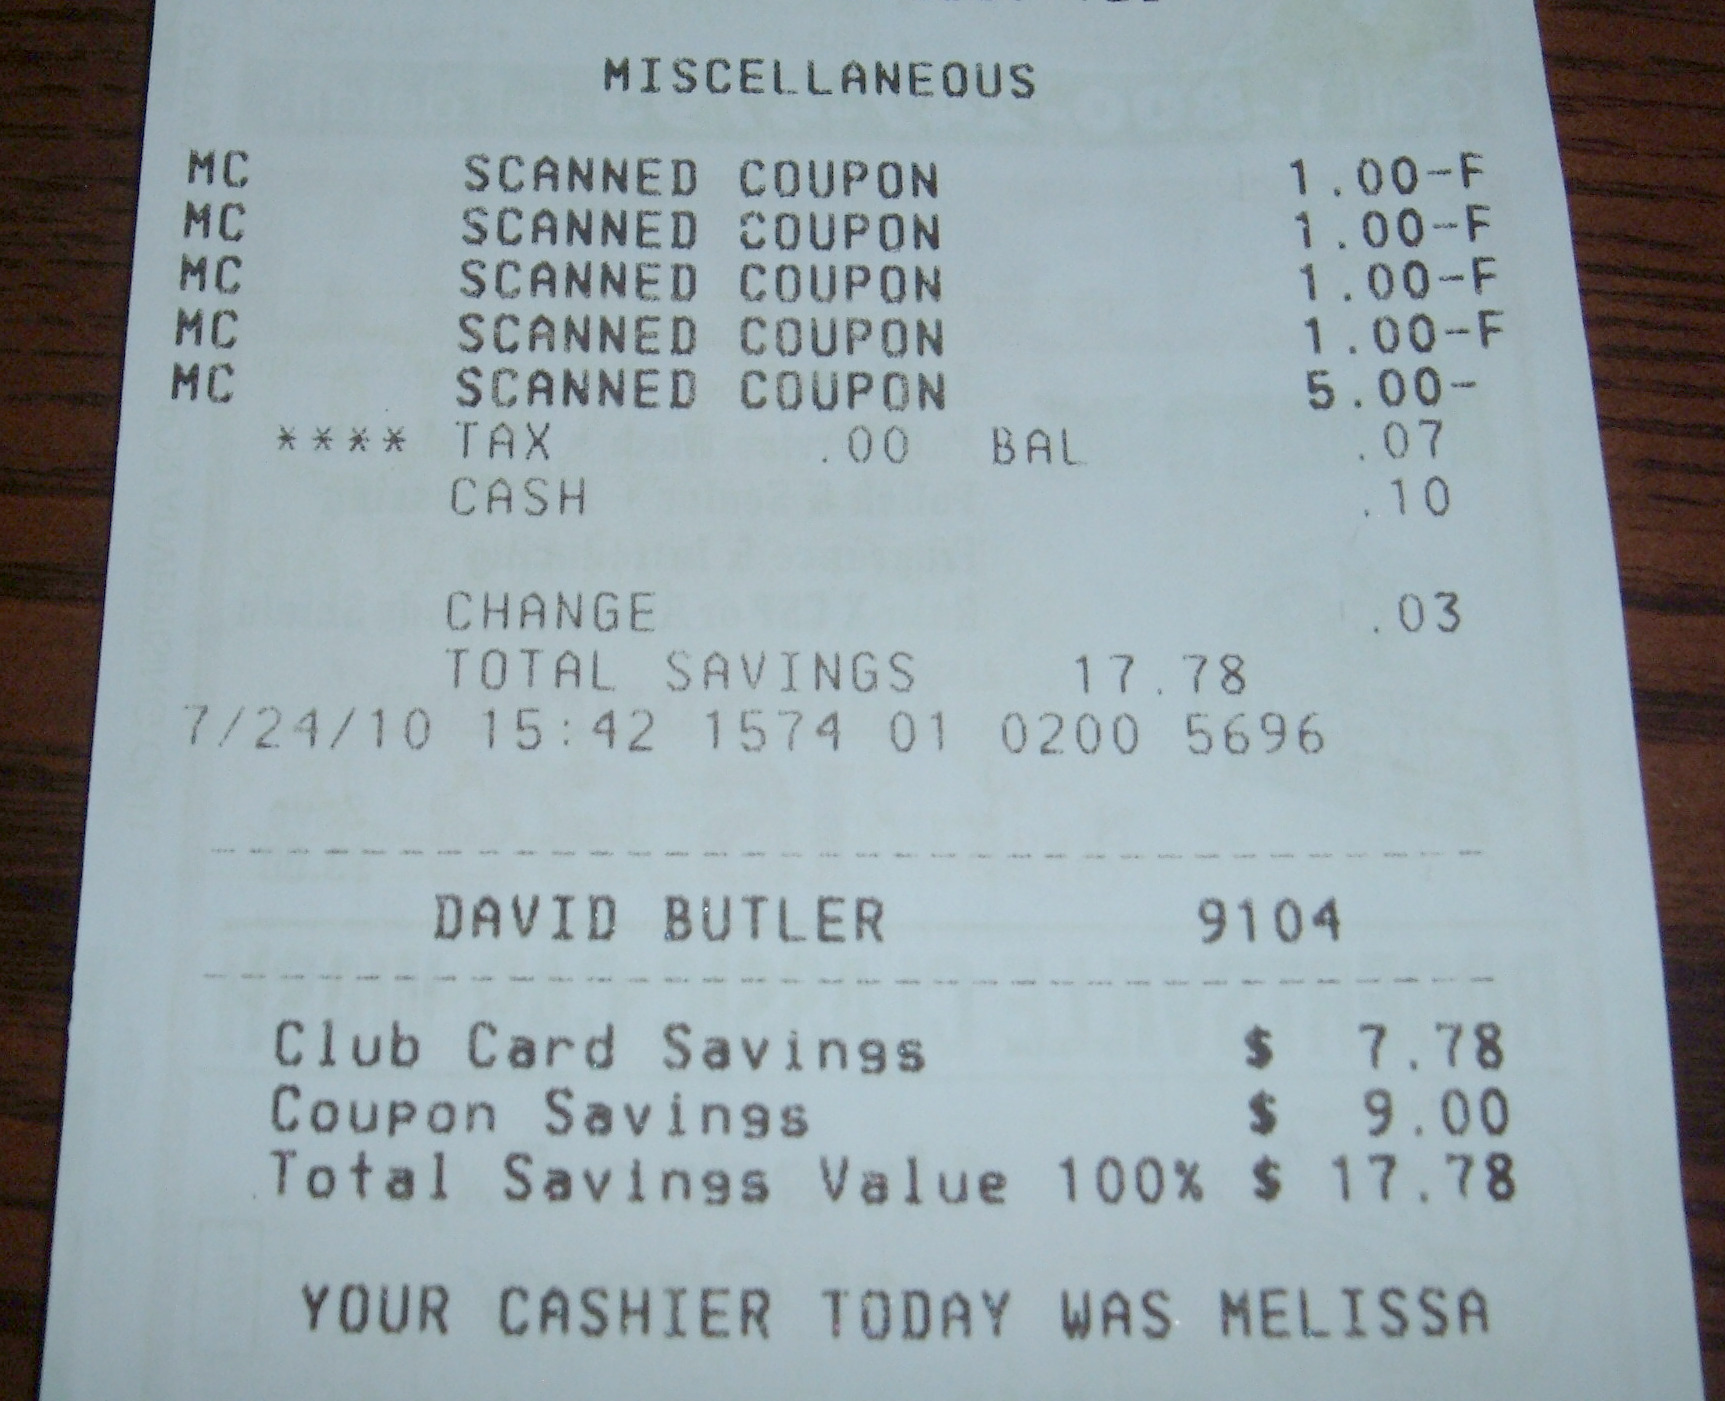 MISCELLANEOUS
MC SCANNED COUPON 1.00-F
MC SCANNED COUPON 1.00-F
MC SCANNED COUPON 1.00-F
MC SCANNED COUPON 1.00-F
MC SCANNED COUPON 5.00-
**** TAX .00 BAL .07
CASH .10
CHANGE .03
TOTAL SAVINGS 17.78
7/24/10 15:42 1574 01 0200 5696
DAVID BUTLER 9104
Club Card Savings $ 7.78
Coupon Savings $ 9.00
Total Savings Value 100% $ 17.78
YOUR CASHIER TODAY WAS MELISSA